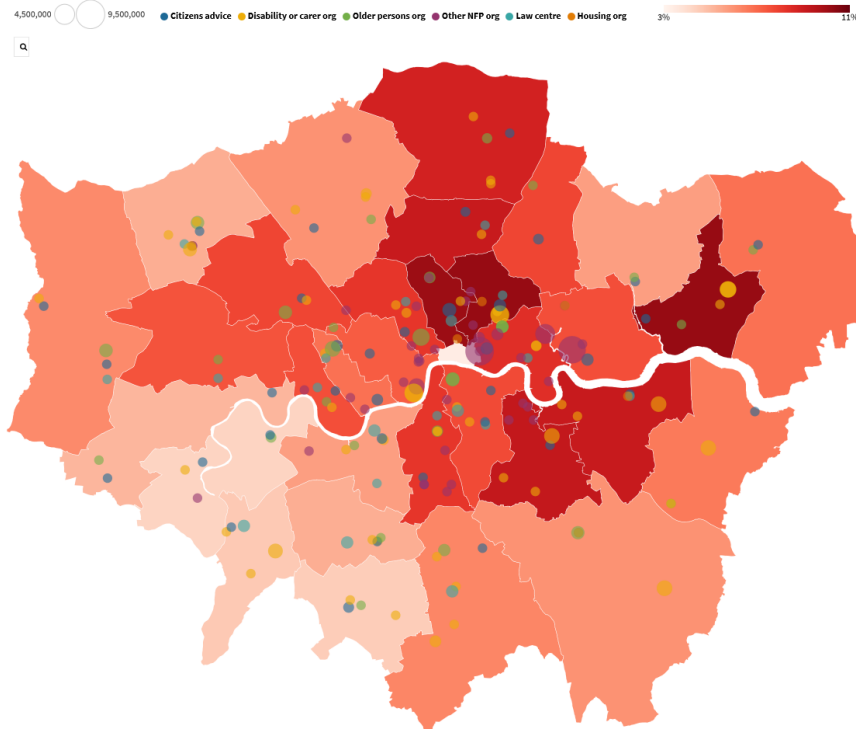 4,500,000 9,500,000 Citizens advice Disability or carer org Older persons org Other NFP org Law centre Housing org 3% 11%